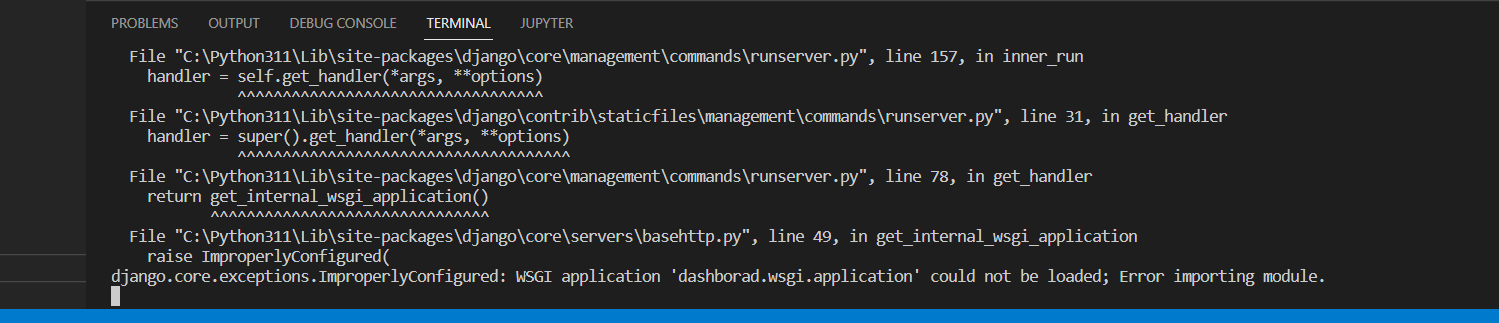 PROBLEMS OUTPUT DEBUG CONSOLE TERMINAL JUPYTER
File "C:\Python311\Lib\site-packages\django\core\management\commands\runserver.py", line 157, in inner_run
handler = self.get_handler(*args, **options)
^^^^^^^^^^^^^^^^^^^^^^^^^^^^^^^^^^
File "C:\Python311\Lib\site-packages\django\contrib\staticfiles\management\commands\runserver.py", line 31, in get_handler
handler = super().get_handler(*args, **options)
^^^^^^^^^^^^^^^^^^^^^^^^^^^^^^^^^^^^^
File "C:\Python311\Lib\site-packages\django\core\management\commands\runserver.py", line 78, in get_handler
return get_internal_wsgi_application()
^^^^^^^^^^^^^^^^^^^^^^^^^^^^^^^
File "C:\Python311\Lib\site-packages\django\core\servers\basehttp.py", line 49, in get_internal_wsgi_application
raise ImproperlyConfigured(
django.core.exceptions.ImproperlyConfigured: WSGI application 'dashborad.wsgi.application' could not be loaded; Error importing module.